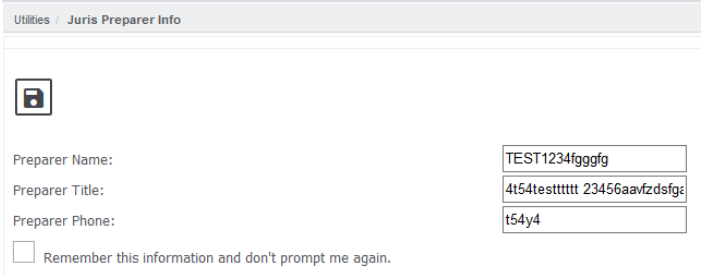 Utilities / Juris Preparer Info
Preparer Name: TEST1234fgggfg
Preparer Title: 4t54testttttt 23456aavfzdsfga
Preparer Phone: t54y4
Remember this information and don't prompt me again.